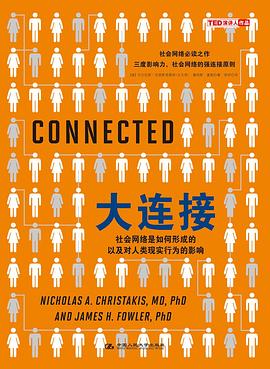 TED演讲人作品
社会网络必读之作
三度影响力、社会网络的强连接原则
CONNECTED
大连接
社会网络是如何形成的
以及对人类现实行为的影响
NICHOLAS A. CHRISTAKIS, MD, PhD
AND JAMES H. FOWLER, PhD
中国人民大学出版社